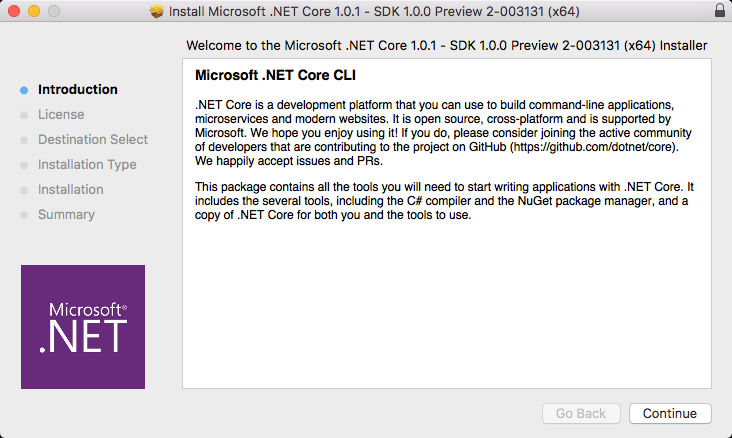 Install Microsoft .NET Core 1.0.1 - SDK 1.0.0 Preview 2-003131 (x64)
Welcome to the Microsoft .NET Core 1.0.1 - SDK 1.0.0 Preview 2-003131 (x64) Installer
Introduction
License
Destination Select
Installation Type
Installation
Summary
Microsoft .NET Core CLI
.NET Core is a development platform that you can use to build command-line applications,
microservices and modern websites. It is open source, cross-platform and is supported by
Microsoft. We hope you enjoy using it! If you do, please consider joining the active community
of developers that are contributing to the project on GitHub (https://github.com/dotnet/core).
We happily accept issues and PRs.
This package contains all the tools you will need to start writing applications with .NET Core. It
includes the several tools, including the C# compiler and the NuGet package manager, and a
copy of .NET Core for both you and the tools to use.
Microsoft®
.NET
Go Back
Continue